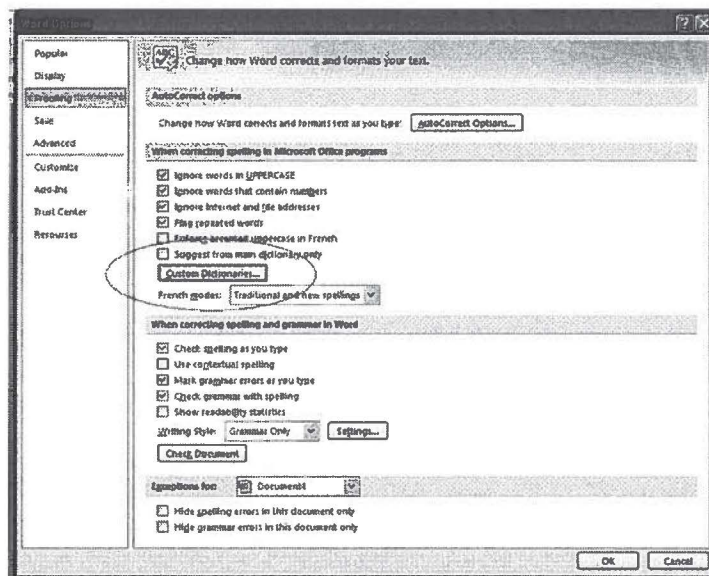 Word Options
Popular
Display
Proofing
Save
Advanced
Customize
Add-Ins
Trust Center
Resources
ABC
Change how Word corrects and formats your text.
AutoCorrect options
Change how Word corrects and formats text as you type: AutoCorrect Options...
When correcting spelling in Microsoft Office programs
Ignore words in UPPERCASE
Ignore words that contain numbers
Ignore Internet and file addresses
Flag repeated words
Enforce accented uppercase in French
Suggest from main dictionary only
Custom Dictionaries...
French modes: Traditional and new spellings
When correcting spelling and grammar in Word
Check spelling as you type
Use contextual spelling
Mark grammar errors as you type
Check grammar with spelling
Show readability statistics
Writing Style: Grammar Only Settings...
Check Document
Exceptions for: Document4
Hide spelling errors in this document only
Hide grammar errors in this document only
OK Cancel